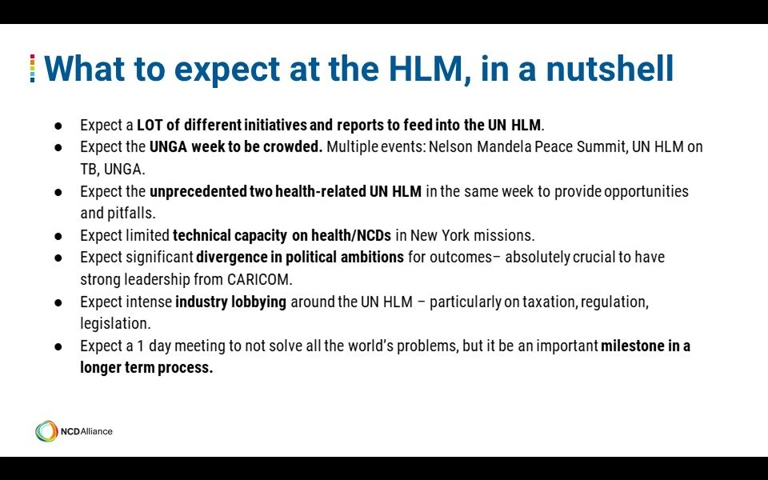 What to expect at the HLM, in a nutshell
● Expect a LOT of different initiatives and reports to feed into the UN HLM.
● Expect the UNGA week to be crowded. Multiple events: Nelson Mandela Peace Summit, UN HLM on
TB, UNGA.
● Expect the unprecedented two health-related UN HLM in the same week to provide opportunities
and pitfalls.
● Expect limited technical capacity on health/NCDs in New York missions.
● Expect significant divergence in political ambitions for outcomes– absolutely crucial to have
strong leadership from CARICOM.
● Expect intense industry lobbying around the UN HLM – particularly on taxation, regulation,
legislation.
● Expect a 1 day meeting to not solve all the world's problems, but it be an important milestone in a
longer term process.
NCDAlliance